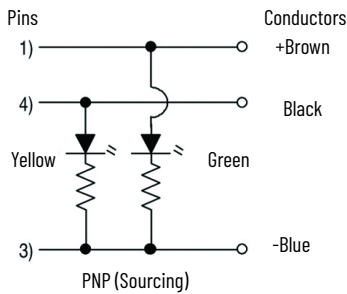 Pins Conductors
1) +Brown
4) Black
Yellow Green
3) -Blue
PNP (Sourcing)